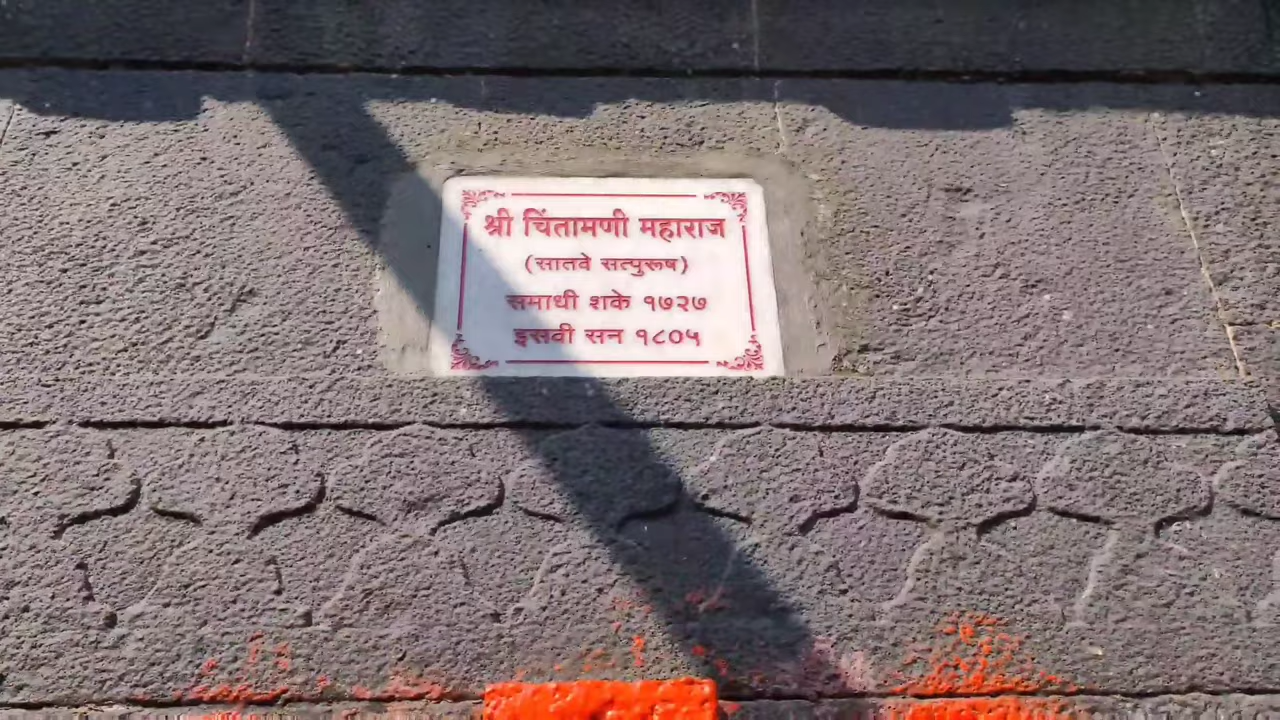 श्री चिंतामणी महाराज
(सातवे सत्पुरूष)
समाधी शके १७२७
इसवी सन १८०५